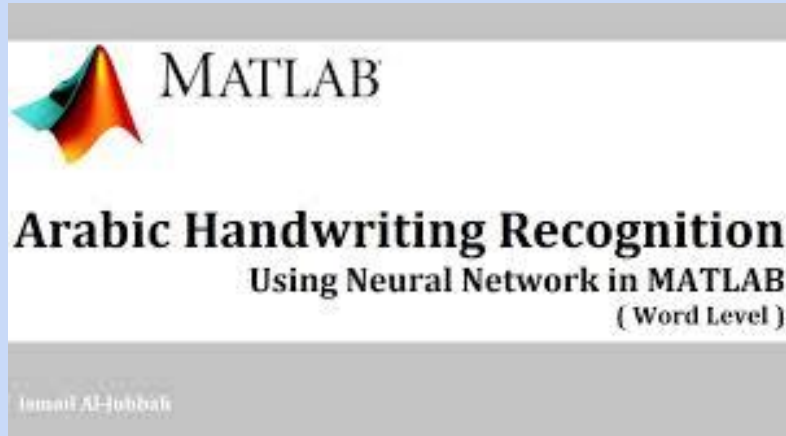 MATLAB
Arabic Handwriting Recognition
Using Neural Network in MATLAB
( Word Level )